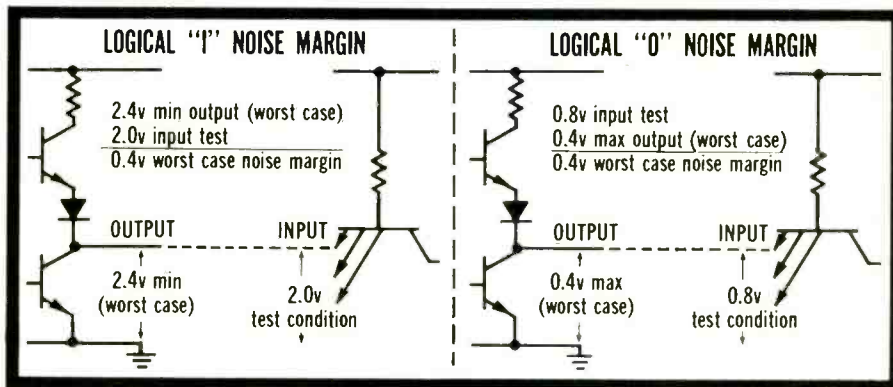 LOGICAL "1" NOISE MARGIN
2.4v min output (worst case)
2.0v input test
0.4v worst case noise margin
OUTPUT
INPUT
2.4v min
(worst case)
2.0v
test condition
LOGICAL "0" NOISE MARGIN
0.8v input test
0.4v max output (worst case)
0.4v worst case noise margin
OUTPUT
INPUT
0.4v max
(worst case)
0.8v
test condition